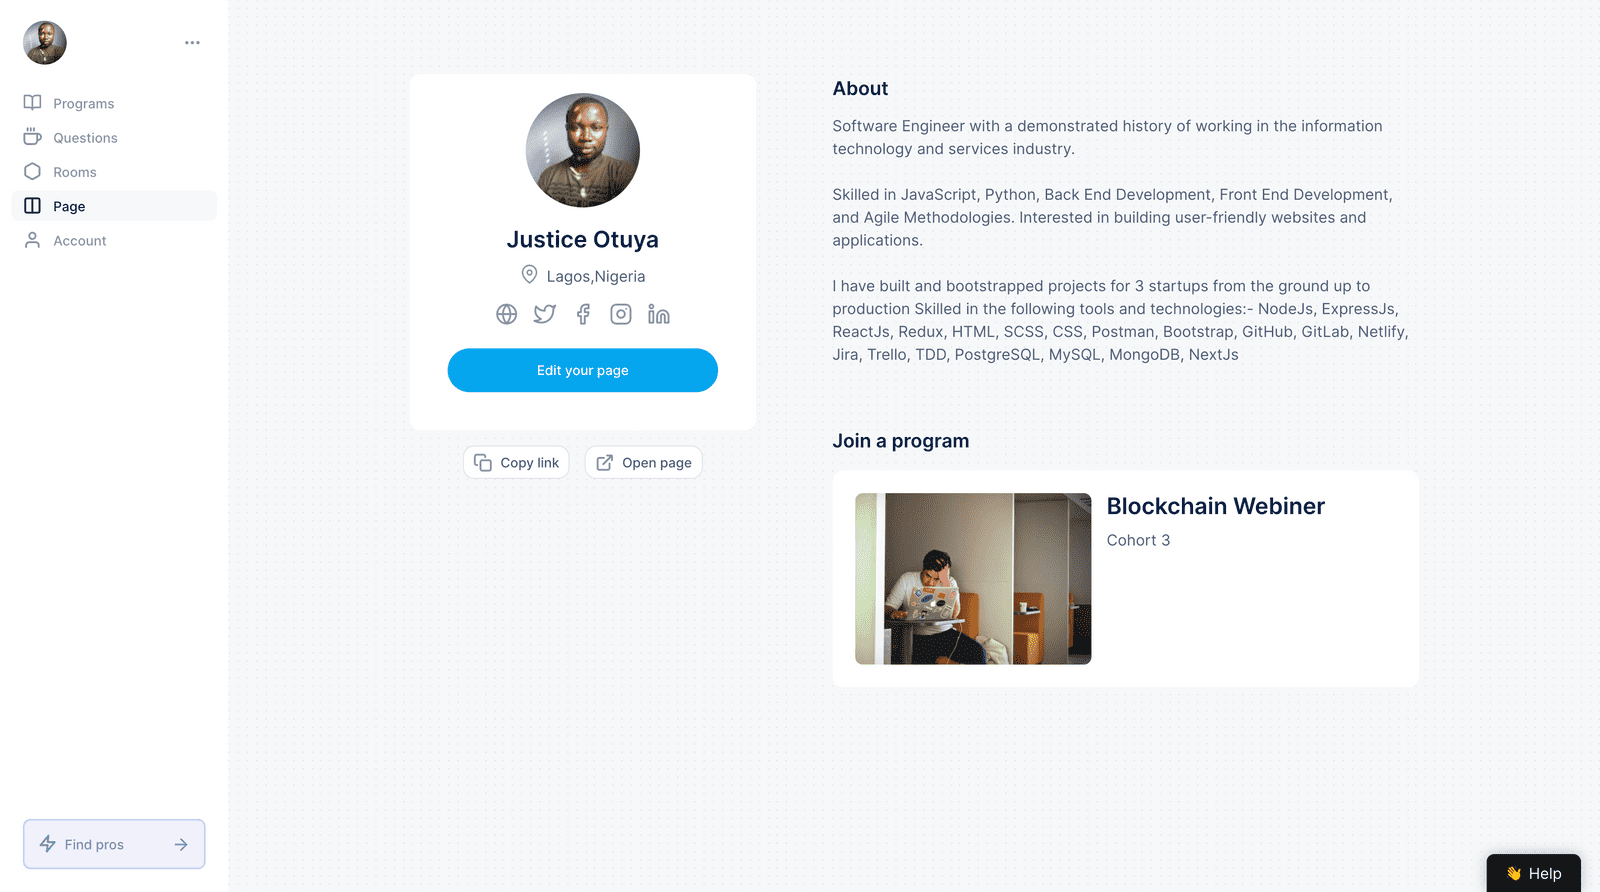 Programs
Questions
Rooms
Page
Account
Find pros
Justice Otuya
Lagos,Nigeria
Edit your page
Copy link
Open page
About
Software Engineer with a demonstrated history of working in the information
technology and services industry.
Skilled in JavaScript, Python, Back End Development, Front End Development,
and Agile Methodologies. Interested in building user-friendly websites and
applications.
I have built and bootstrapped projects for 3 startups from the ground up to
production Skilled in the following tools and technologies:- NodeJs, ExpressJs,
ReactJs, Redux, HTML, SCSS, CSS, Postman, Bootstrap, GitHub, GitLab, Netlify,
Jira, Trello, TDD, PostgreSQL, MySQL, MongoDB, NextJs
Join a program
Blockchain Webiner
Cohort 3
Help